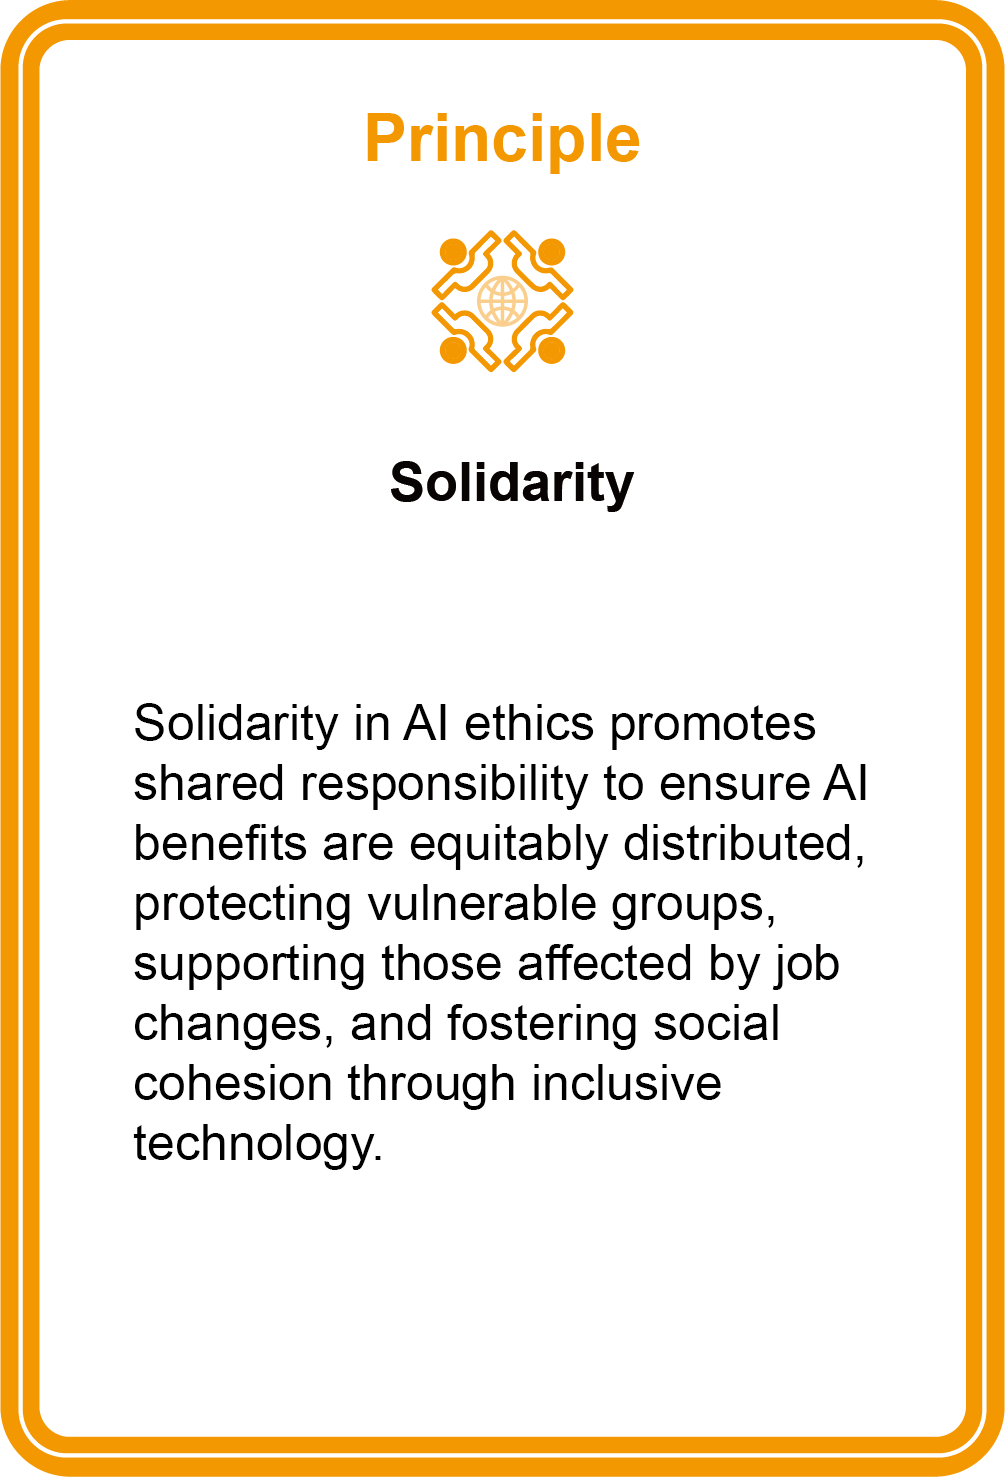 Principle
Solidarity
Solidarity in AI ethics promotes
shared responsibility to ensure AI
benefits are equitably distributed,
protecting vulnerable groups,
supporting those affected by job
changes, and fostering social
cohesion through inclusive
technology.